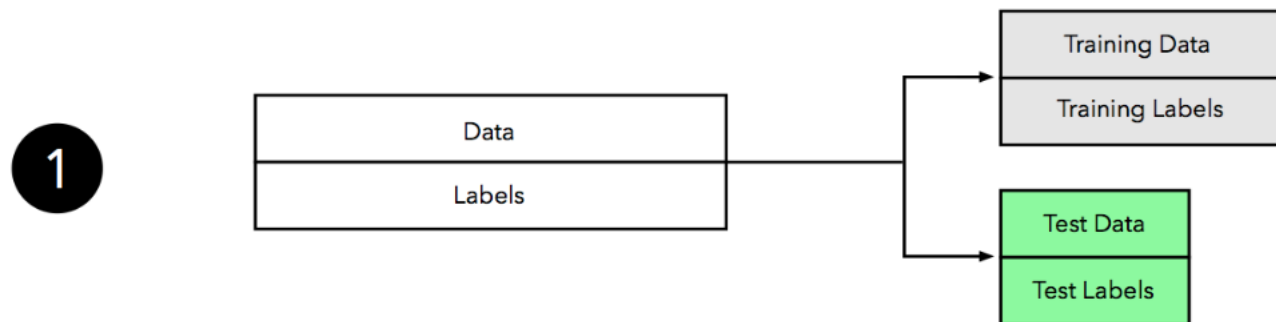 1
Data
Labels
Training Data
Training Labels
Test Data
Test Labels